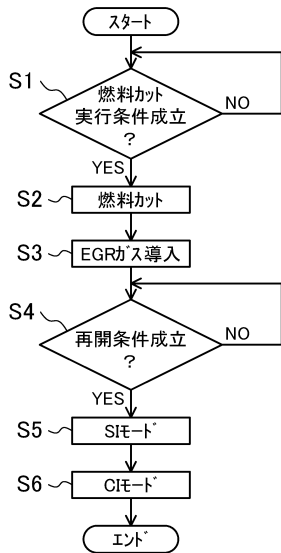 スタート
S1
燃料カット
実行条件成立
?
NO
YES
S2
燃料カット
S3
EGRガス導入
S4
再開条件成立
?
NO
YES
S5
SIモード
S6
CIモード
エンド